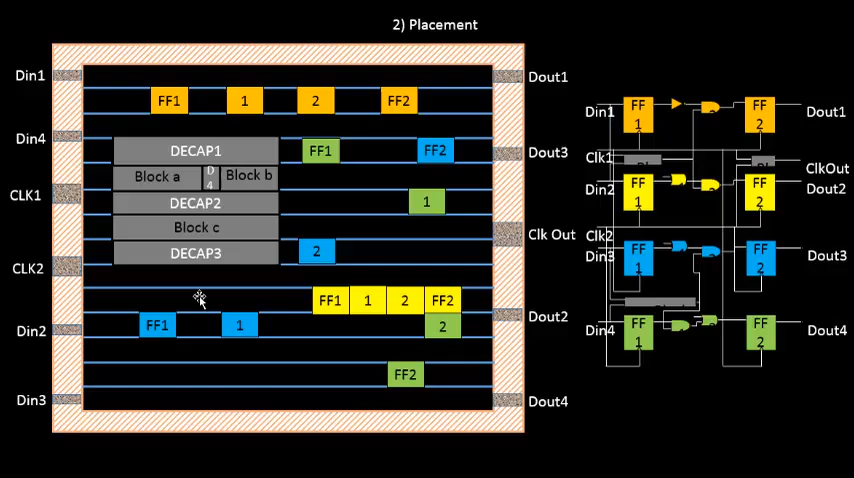 2) Placement
Din1
Dout1
FF1 1 2 FF2
Din4
DECAP1
FF1
FF2
Dout3
Block a
D
4
Block b
CLK1
DECAP2
1
Block c
Clk Out
DECAP3
2
CLK2
FF1 1 2 FF2
Din2
FF1
1
2
Dout2
FF2
Din3
Dout4
Din1
FF
1
FF
2
Dout1
Clk1
ClkOut
Din2
FF
1
FF
2
Dout2
Clk2
Din3
FF
1
FF
2
Dout3
Din4
FF
1
FF
2
Dout4